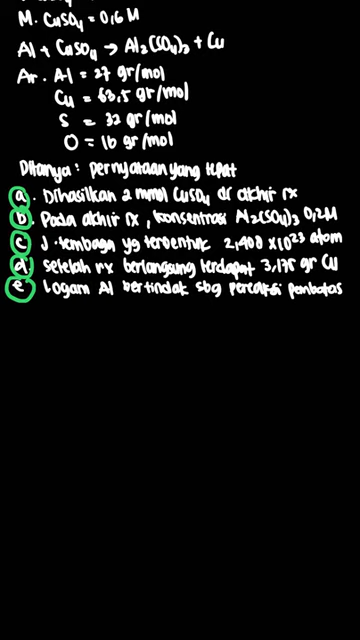 M. CuSO4 = 0,6 M
Al + CuSO4 → Al2(SO4)3 + Cu
Ar. Al = 27 gr/mol
Cu = 63,5 gr/mol
S = 32 gr/mol
O = 16 gr/mol
Ditanya : pernyataan yang tepat
a. Dihasilkan 2 mmol CuSO4 di akhir rx
b. Pada akhir rx, konsentrasi Al2(SO4)3 0,2M
c. J. tembaga yg terbentuk 2,408 x10^23 atom
d. setelah rx berlangsung terdapat 3,175 gr Cu
e. Logam Al bertindak sbg pereaksi pembatas